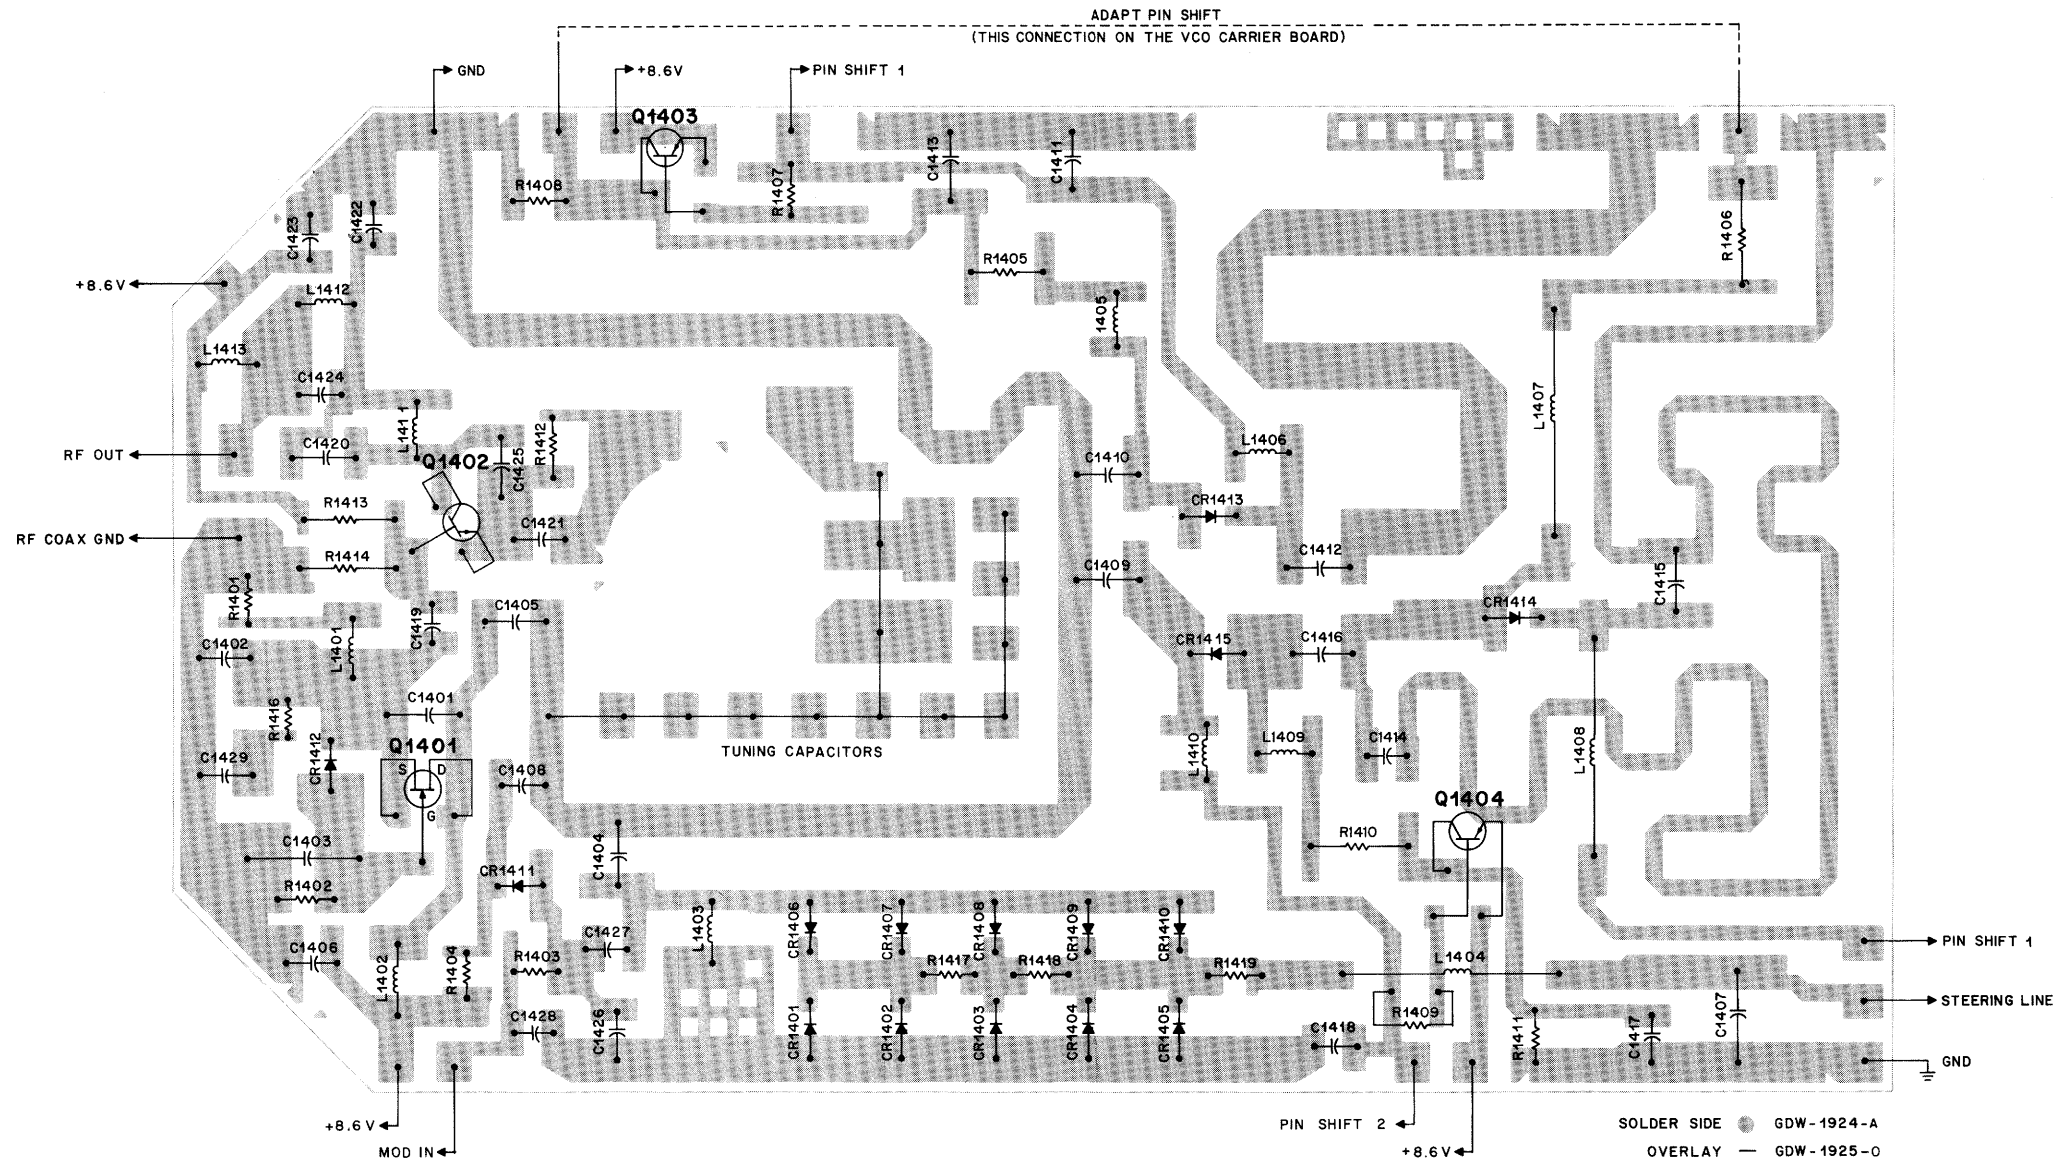 ADAPT PIN SHIFT
(THIS CONNECTION ON THE VCO CARRIER BOARD)
GND
+8.6V
PIN SHIFT 1
Q1403
C1413
C1411
R1408
R1407
C1423
C1422
R1406
R1405
+8.6V
L1412
1405
L1413
C1424
L1407
L1411
R1412
C1420
L1406
RF OUT
Q1402
C1425
C1410
R1413
CR1413
C1421
RF COAX GND
R1414
C1412
C1409
C1415
R1401
CR1414
C1405
C1419
L1401
C1402
CR1415
C1416
C1401
R1416
Q1401
S
D
G
TUNING CAPACITORS
L1410
L1409
C1414
L1408
C1429
CR1412
C1408
Q1404
C1403
C1404
R1410
CR1411
R1402
L1403
CR1406
CR1407
CR1408
CR1409
CR1410
C1427
C1406
PIN SHIFT 1
L1402
R1404
R1403
R1417
R1418
R1419
L1404
STEERING LINE
R1409
C1407
C1428
C1426
CR1401
CR1402
CR1403
CR1404
CR1405
C1418
R1411
C1417
GND
+8.6V
MOD IN
PIN SHIFT 2
+8.6V
SOLDER SIDE GDW-1924-A
OVERLAY — GDW-1925-O